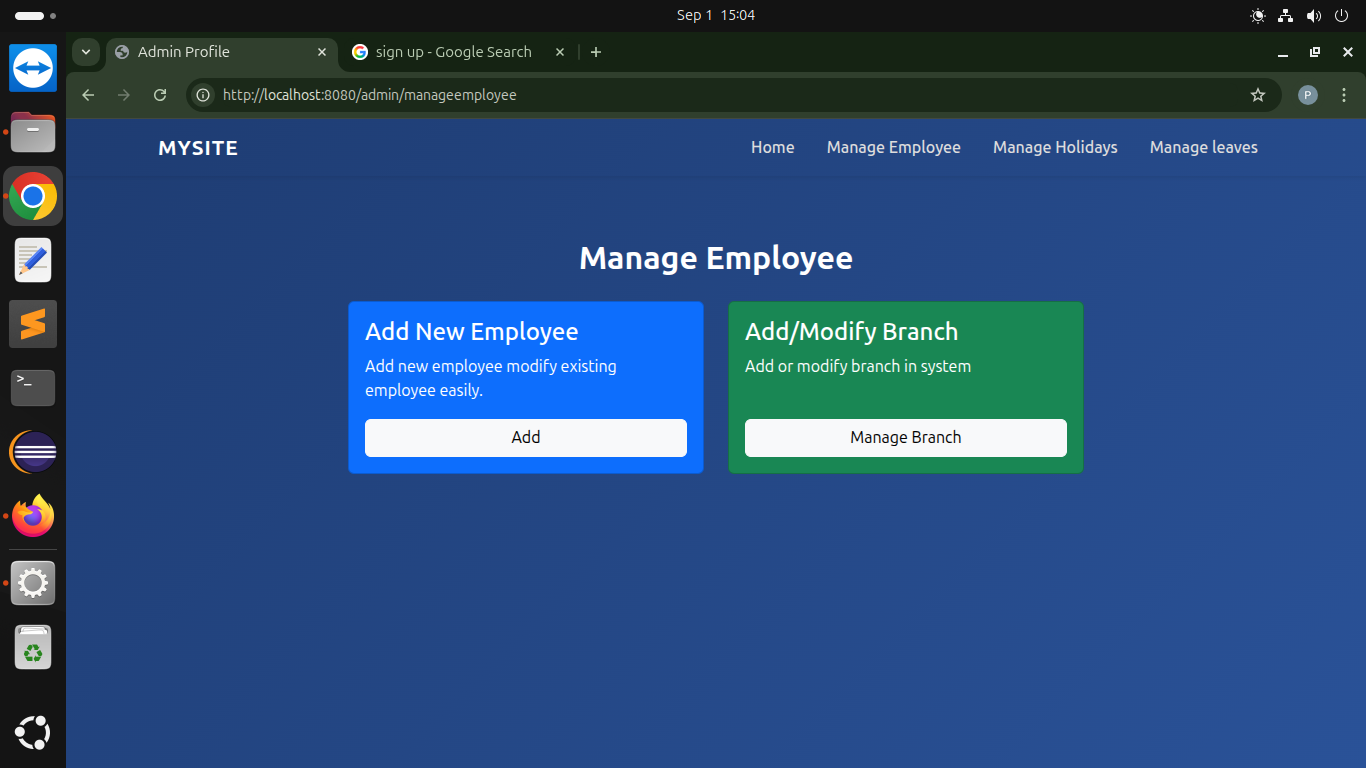 Sep 1 15:04
Admin Profile
sign up - Google Search
http://localhost:8080/admin/manageemployee
P
MYSITE
Home
Manage Employee
Manage Holidays
Manage leaves
Manage Employee
Add New Employee
Add new employee modify existing
employee easily.
Add
Add/Modify Branch
Add or modify branch in system
Manage Branch
>_